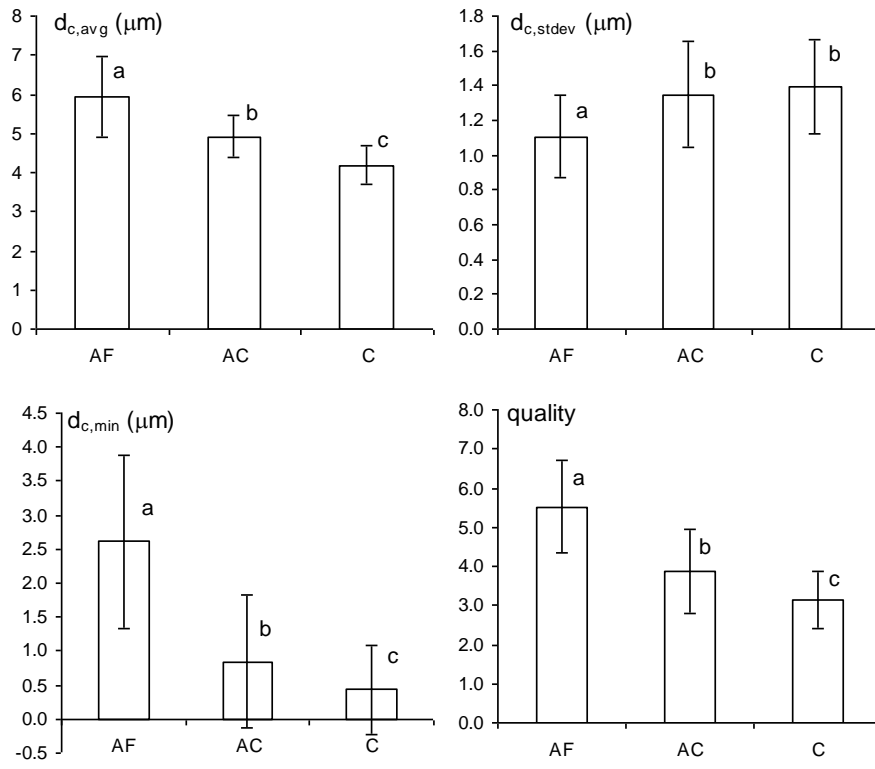 d_c,avg (μm)
8
7
6
5
4
3
2
1
0
a
b
c
AF AC C
d_c,stdev (μm)
1.8
1.6
1.4
1.2
1.0
0.8
0.6
0.4
0.2
0.0
a
b
b
AF AC C
d_c,min (μm)
4.5
4.0
3.5
3.0
2.5
2.0
1.5
1.0
0.5
0.0
-0.5
a
b
c
AF AC C
quality
8.0
7.0
6.0
5.0
4.0
3.0
2.0
1.0
0.0
a
b
c
AF AC C